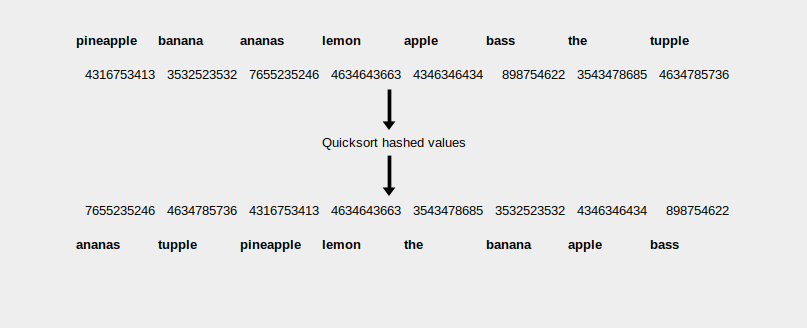 pineapple banana ananas lemon apple bass the tupple
4316753413 3532523532 7655235246 4634643663 4346346434 898754622 3543478685 4634785736
Quicksort hashed values
7655235246 4634785736 4316753413 4634643663 3543478685 3532523532 4346346434 898754622
ananas tupple pineapple lemon the banana apple bass